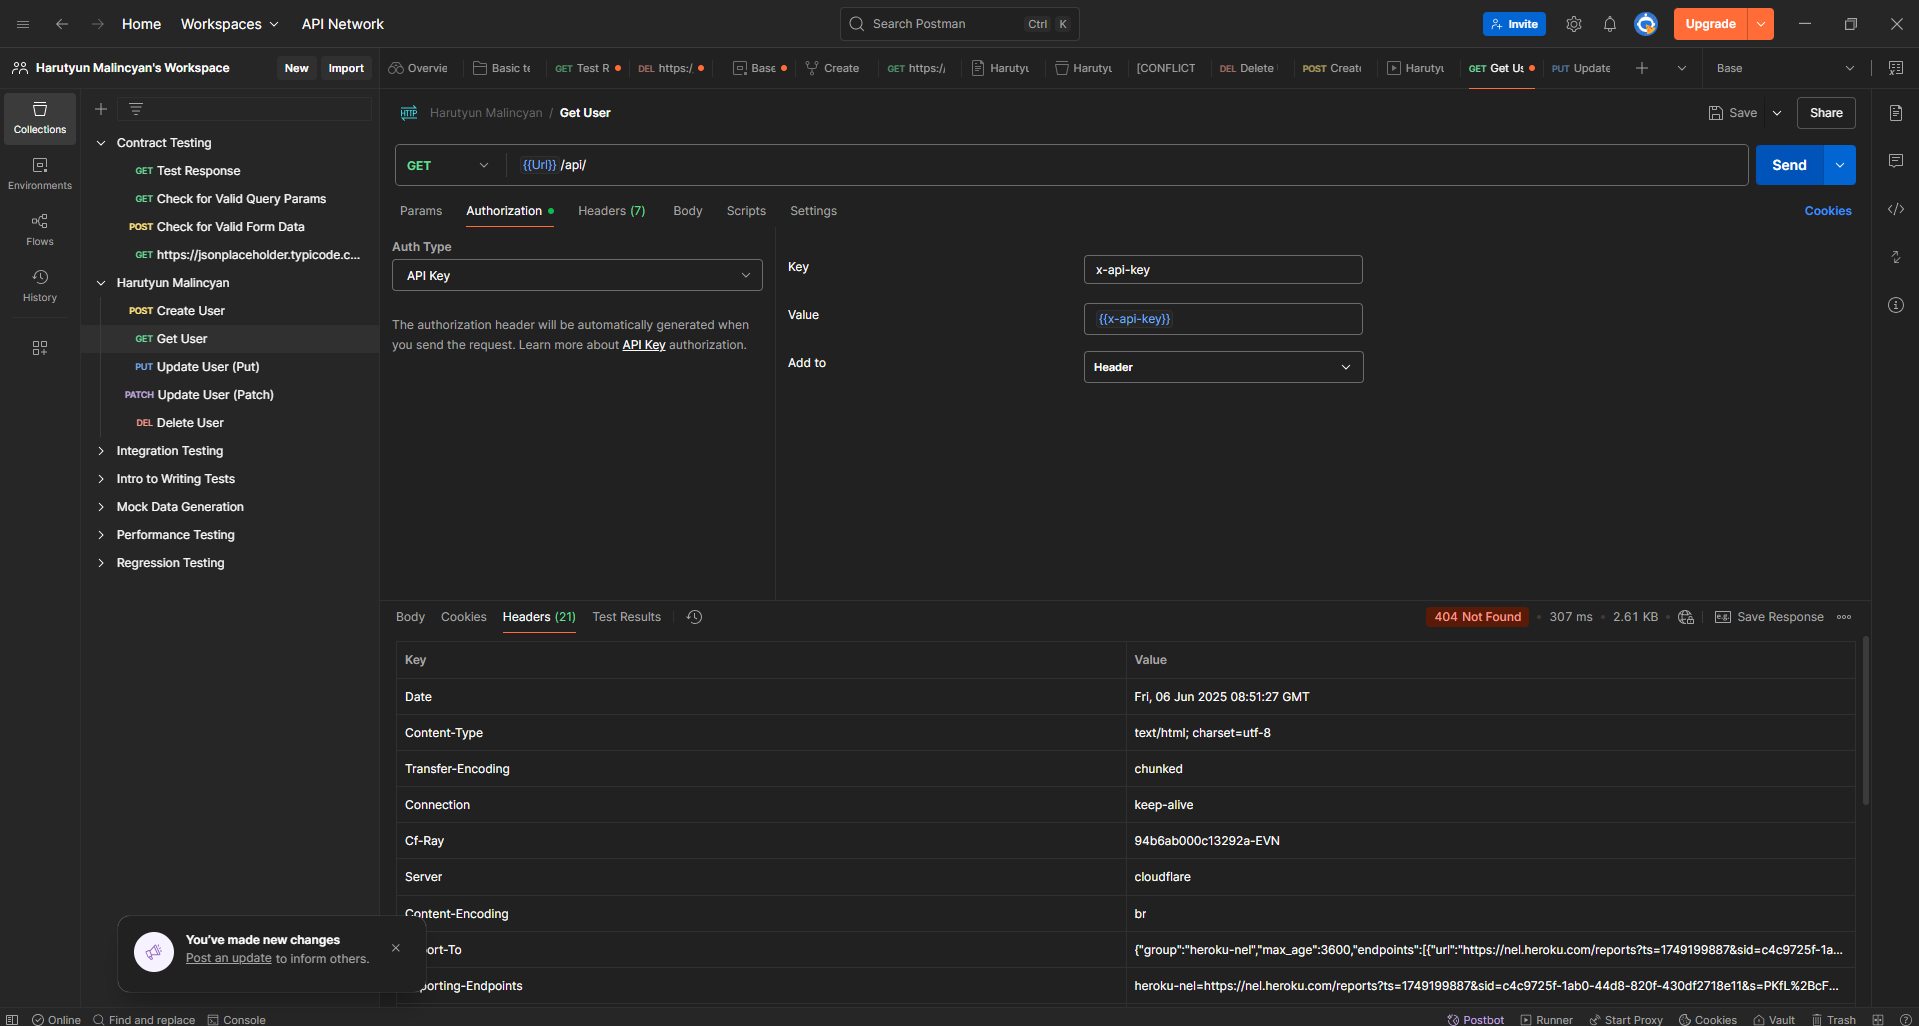 Home Workspaces API Network Search Postman Ctrl K Invite Upgrade
Harutyun Malincyan's Workspace New Import Overvie Basic te GET Test R DEL https:/. Base Create GET https:// Harutyu Harutyu [CONFLICT DEL Delete POST Create Harutyu GET Get Us PUT Update Base
Collections
Environments
Flows
History
Contract Testing
GET Test Response
GET Check for Valid Query Params
POST Check for Valid Form Data
GET https://jsonplaceholder.typicode.c...
Harutyun Malincyan
POST Create User
GET Get User
PUT Update User (Put)
PATCH Update User (Patch)
DEL Delete User
Integration Testing
Intro to Writing Tests
Mock Data Generation
Performance Testing
Regression Testing
HTTP Harutyun Malincyan / Get User Save Share
GET {{Url}} /api/ Send
Params Authorization Headers (7) Body Scripts Settings Cookies
Auth Type
API Key
The authorization header will be automatically generated when
you send the request. Learn more about API Key authorization.
Key x-api-key
Value {{x-api-key}}
Add to Header
Body Cookies Headers (21) Test Results 404 Not Found 307 ms 2.61 KB e.g. Save Response
Key Value
Date Fri, 06 Jun 2025 08:51:27 GMT
Content-Type text/html; charset=utf-8
Transfer-Encoding chunked
Connection keep-alive
Cf-Ray 94b6ab000c13292a-EVN
Server cloudflare
Content-Encoding br
ort-To {"group":"heroku-nel","max_age":3600,"endpoints":[{"url":"https://nel.heroku.com/reports?ts=1749199887&sid=c4c9725f-1a...
porting-Endpoints heroku-nel=https://nel.heroku.com/reports?ts=1749199887&sid=c4c9725f-1ab0-44d8-820f-430df2718e11&s=PKfL%2BcF...
You've made new changes
Post an update to inform others.
Online Find and replace Console Postbot Runner Start Proxy Cookies Vault Trash